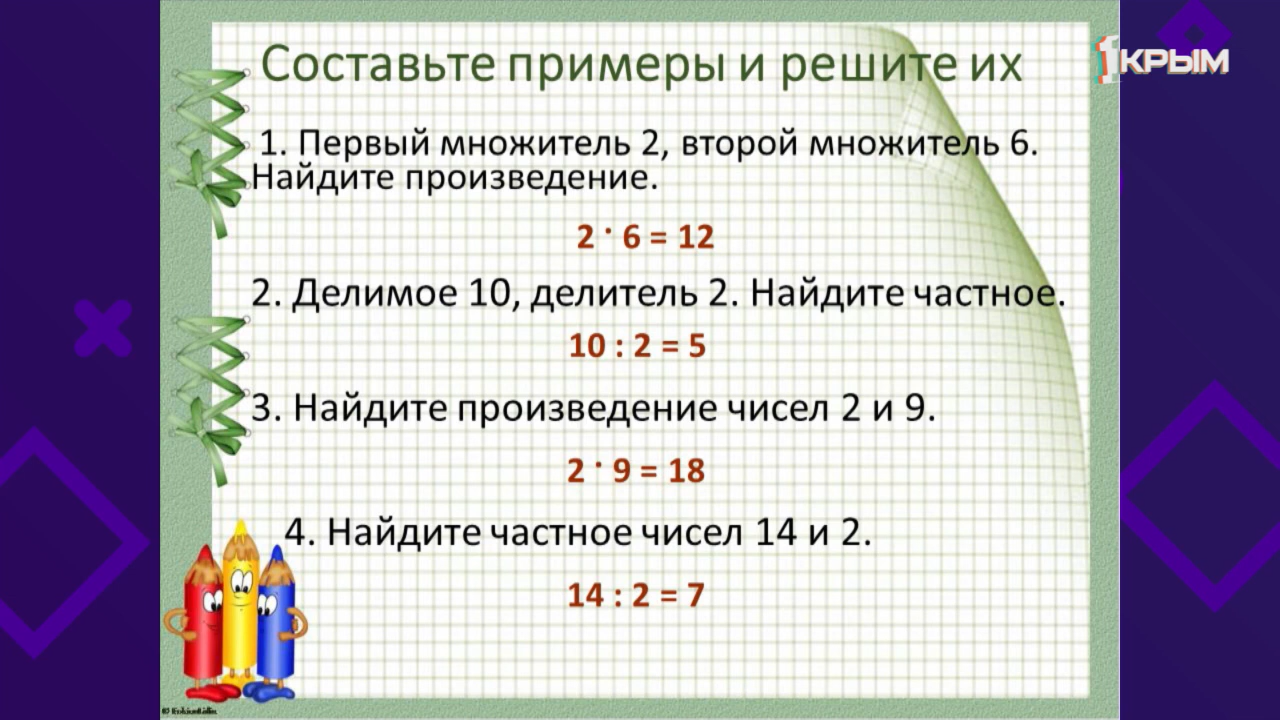 Составьте примеры и решите их
1КРЫМ
1. Первый множитель 2, второй множитель 6.
Найдите произведение.
2 · 6 = 12
2. Делимое 10, делитель 2. Найдите частное.
10 : 2 = 5
3. Найдите произведение чисел 2 и 9.
2 · 9 = 18
4. Найдите частное чисел 14 и 2.
14 : 2 = 7